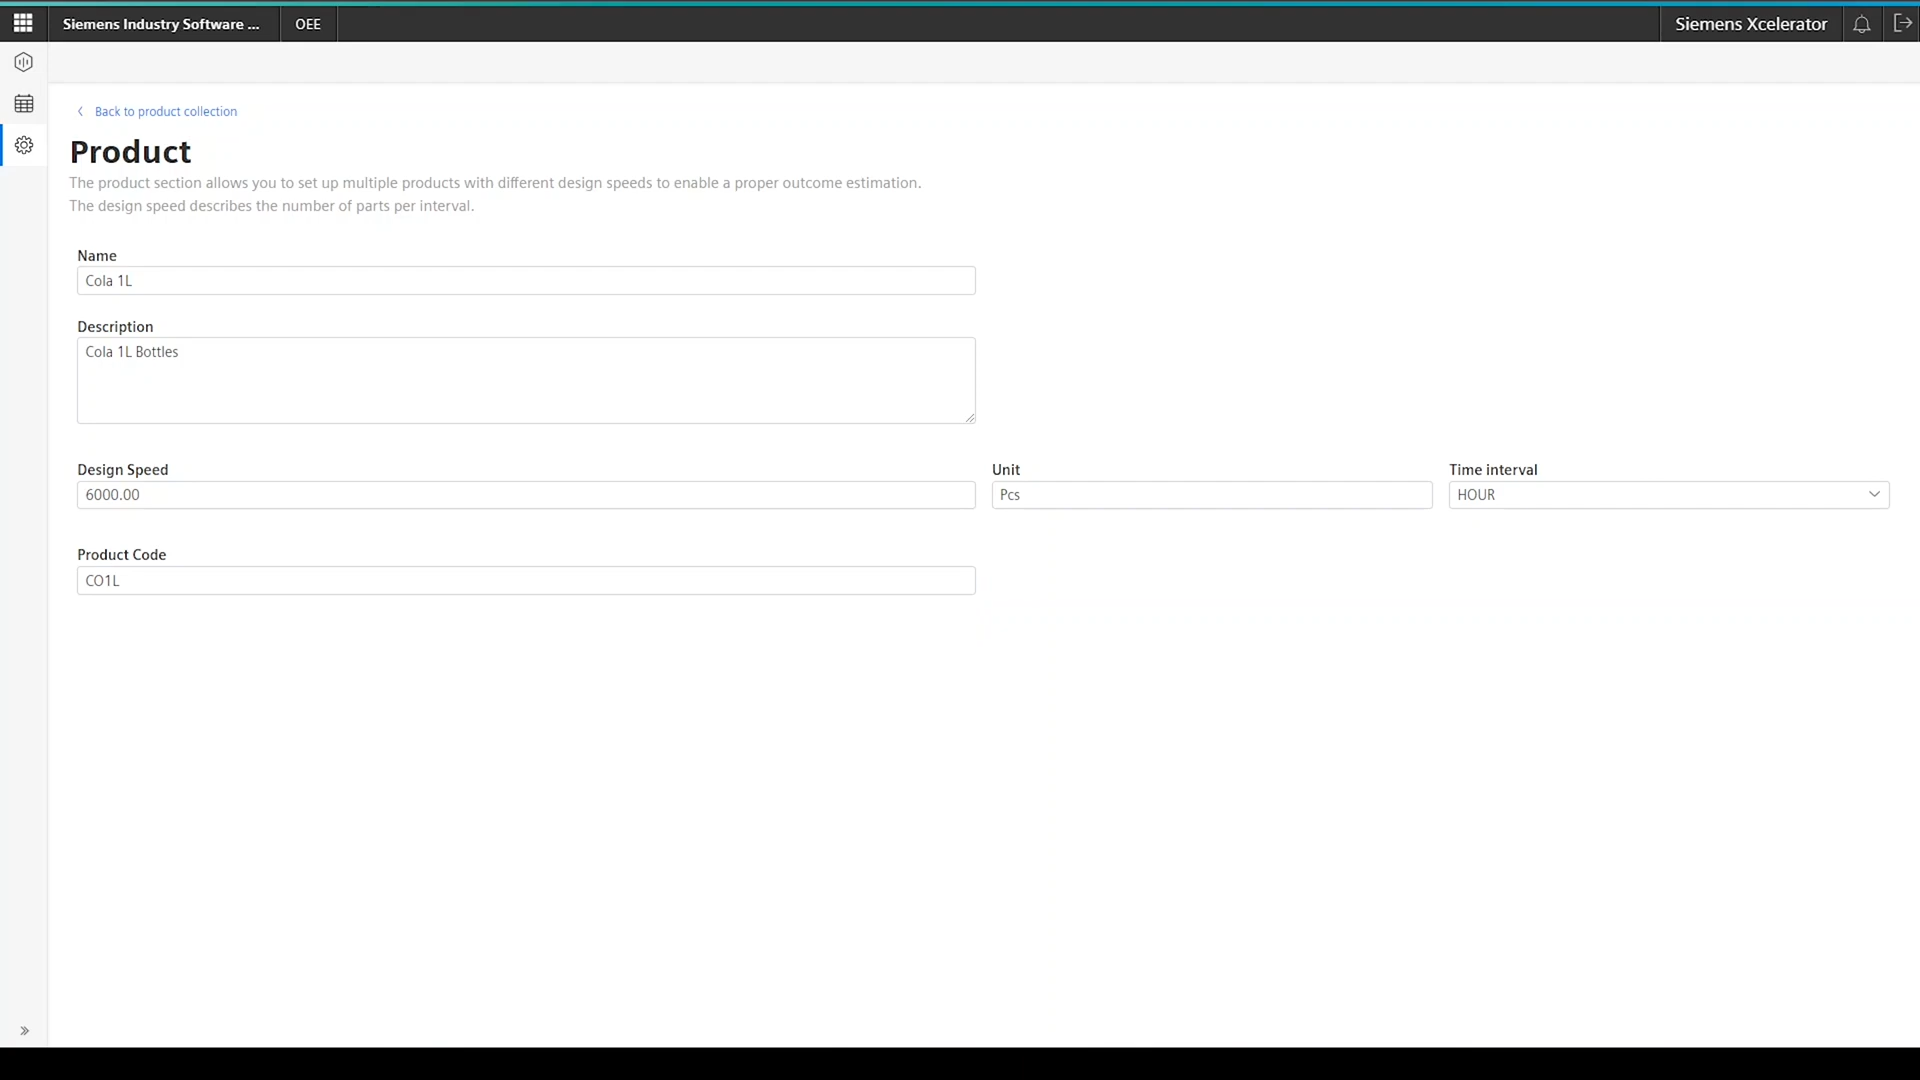 Siemens Industry Software ...
OEE
Siemens Xcelerator
Back to product collection
Product
The product section allows you to set up multiple products with different design speeds to enable a proper outcome estimation.
The design speed describes the number of parts per interval.
Name
Cola 1L
Description
Cola 1L Bottles
Design Speed
Unit
Time interval
6000.00
Pcs
HOUR
Product Code
CO1L